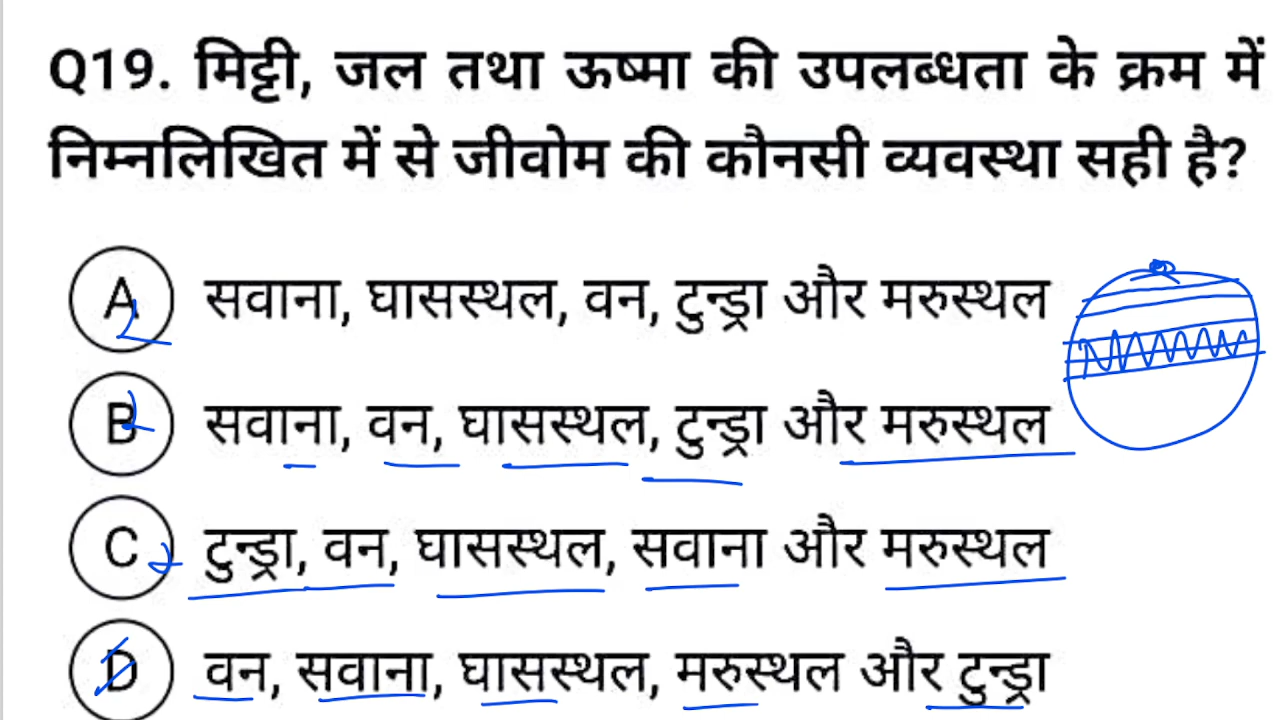 Q19. मिट्टी, जल तथा ऊष्मा की उपलब्धता के क्रम में
निम्नलिखित में से जीवोम की कौनसी व्यवस्था सही है?
A सवाना, घासस्थल, वन, टुन्ड्रा और मरुस्थल
B सवाना, वन, घासस्थल, टुन्ड्रा और मरुस्थल
C टुन्ड्रा, वन, घासस्थल, सवाना और मरुस्थल
D वन, सवाना, घासस्थल, मरुस्थल और टुन्ड्रा